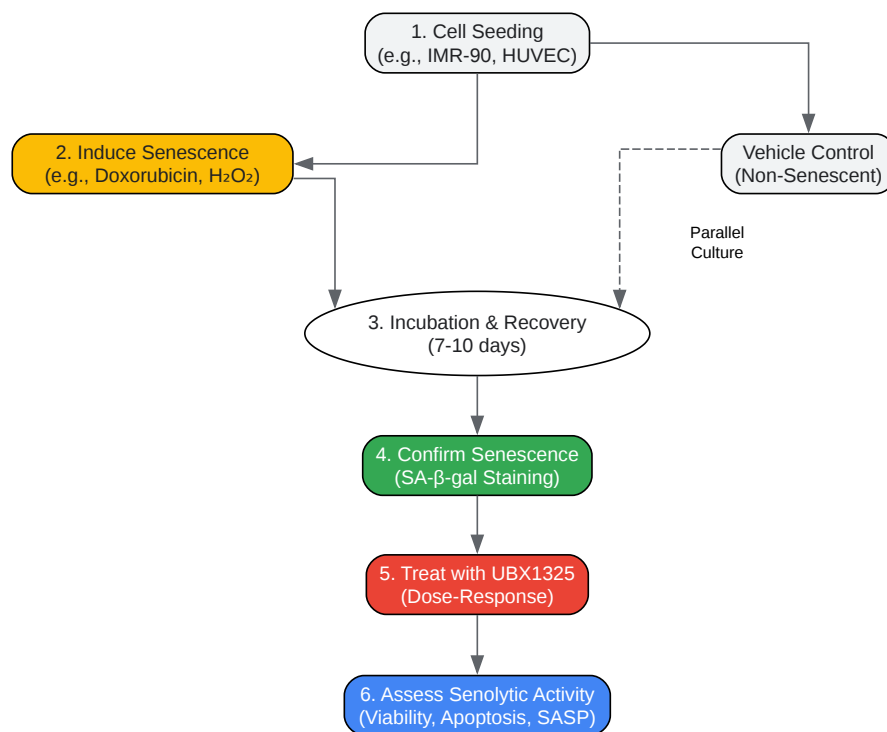 1. Cell Seeding
(e.g., IMR-90, HUVEC)
2. Induce Senescence
(e.g., Doxorubicin, H₂O₂)
Vehicle Control
(Non-Senescent)
Parallel
Culture
3. Incubation & Recovery
(7-10 days)
4. Confirm Senescence
(SA-β-gal Staining)
5. Treat with UBX1325
(Dose-Response)
6. Assess Senolytic Activity
(Viability, Apoptosis, SASP)